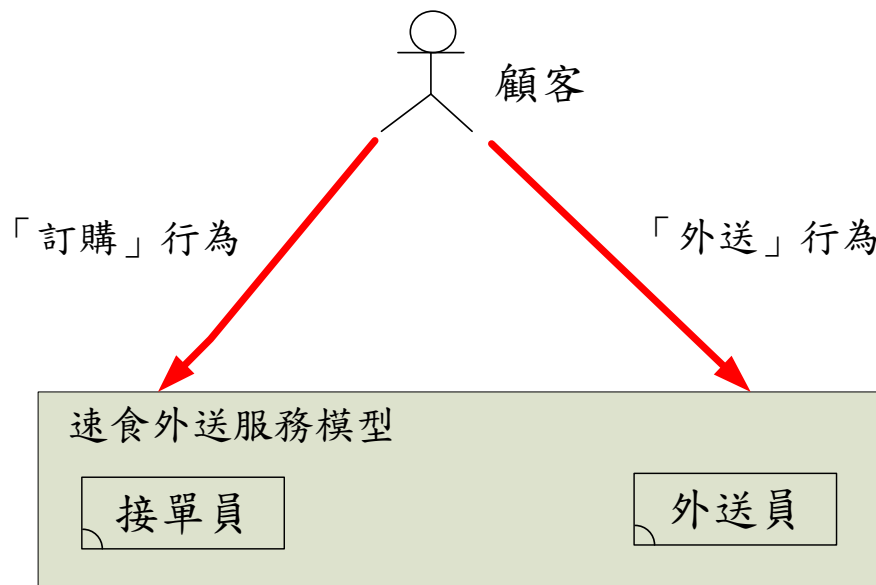 顧客
「訂購」行為
「外送」行為
速食外送服務模型
接單員
外送員